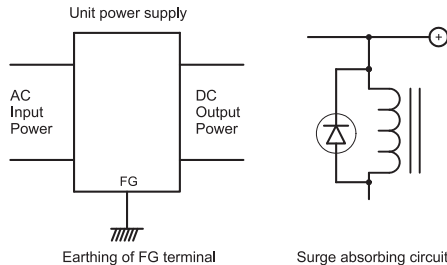 Unit power supply
AC
Input
Power
DC
Output
Power
FG
Earthing of FG terminal
+
Surge absorbing circuit